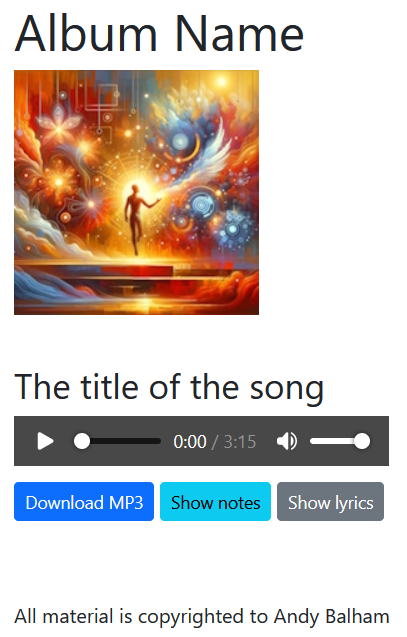 Album Name
The title of the song
0:00 / 3:15
Download MP3 Show notes Show lyrics
All material is copyrighted to Andy Balham